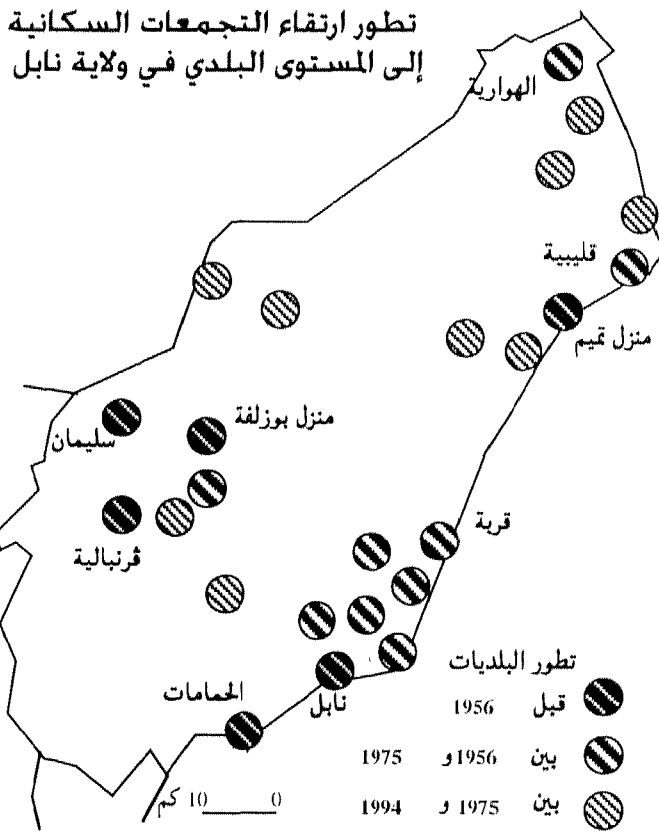 تطور ارتقاء التجمعات السكانية
إلى المستوى البلدي في ولاية نابل
الهوارية
قليبية
منزل تميم
منزل بوزلفة
سليمان
ڨرنبالية
قربة
نابل
الحمامات
تطور البلديات
قبل 1956
بين 1956 و 1975
بين 1975 و 1994
0 10 كم